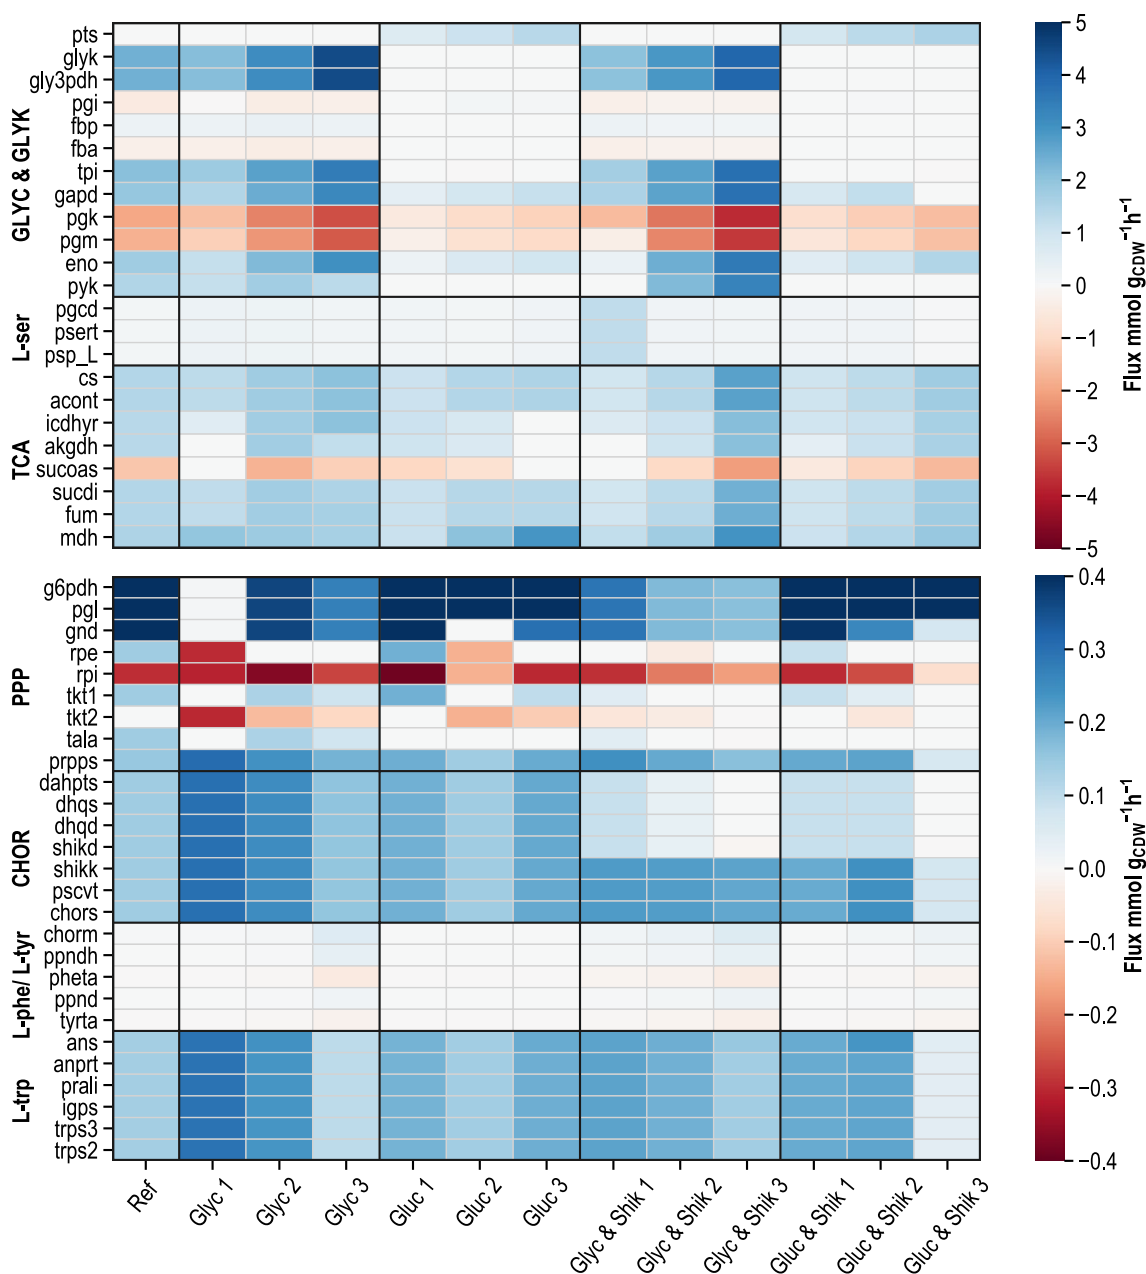 GLYC & GLYK
pts
glyk
gly3pdh
pgi
fbp
fba
tpi
gapd
pgk
pgm
eno
pyk
L-ser
pgcd
psert
psp_L
TCA
cs
acont
icdhyr
akgdh
sucoas
sucdi
fum
mdh
5
4
3
2
1
0
−1
−2
−3
−4
−5
Flux mmol gCDW⁻¹h⁻¹
PPP
g6pdh
pgl
gnd
rpe
rpi
tkt1
tkt2
tala
prpps
CHOR
dahpts
dhqs
dhqd
shikd
shikk
pscvt
chors
L-phe/ L-tyr
chorm
ppndh
pheta
ppnd
tyrta
L-trp
ans
anprt
prali
igps
trps3
trps2
0.4
0.3
0.2
0.1
0.0
−0.1
−0.2
−0.3
−0.4
Flux mmol gCDW⁻¹h⁻¹
Ref
Glyc 1
Glyc 2
Glyc 3
Gluc 1
Gluc 2
Gluc 3
Glyc & Shik 1
Glyc & Shik 2
Glyc & Shik 3
Gluc & Shik 1
Gluc & Shik 2
Gluc & Shik 3